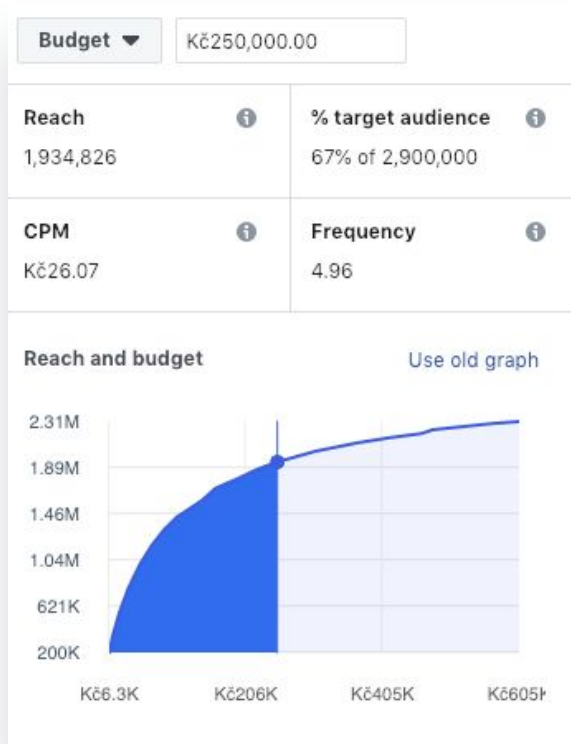 Budget Kč250,000.00
Reach % target audience
1,934,826 67% of 2,900,000
CPM Frequency
Kč26.07 4.96
Reach and budget Use old graph
2.31M
1.89M
1.46M
1.04M
621K
200K
Kč6.3K Kč206K Kč405K Kč605K